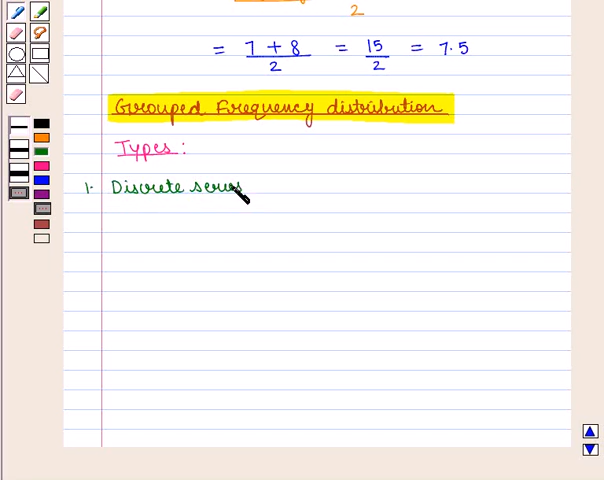 2
= 7 + 8 / 2 = 15 / 2 = 7.5
Grouped Frequency distribution
Types :
1. Discrete series